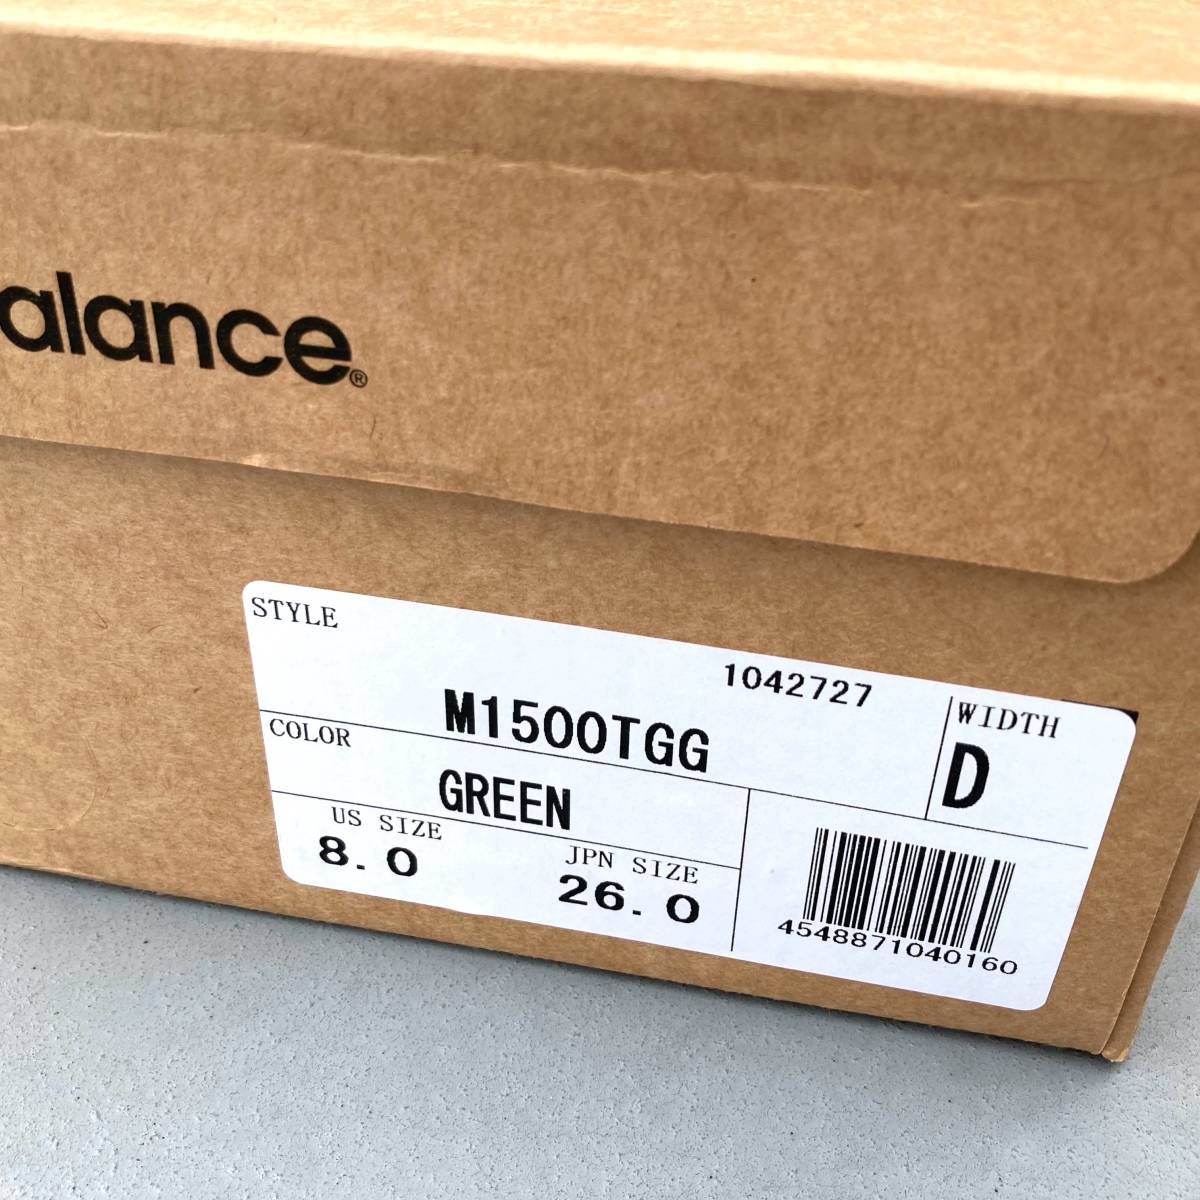 alance®
STYLE
1042727
M1500TGG
WIDTH
D
COLOR
GREEN
US SIZE
8.0
JPN SIZE
26.0
4548871040160